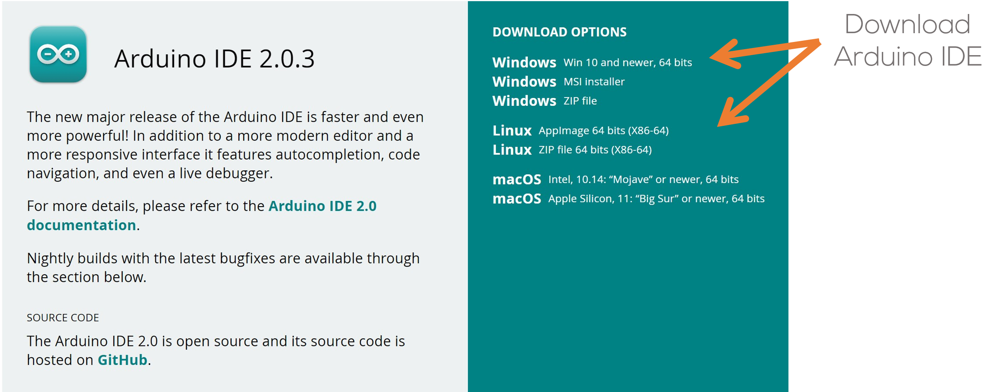 Arduino IDE 2.0.3
The new major release of the Arduino IDE is faster and even
more powerful! In addition to a more modern editor and a
more responsive interface it features autocompletion, code
navigation, and even a live debugger.
For more details, please refer to the Arduino IDE 2.0
documentation.
Nightly builds with the latest bugfixes are available through
the section below.
SOURCE CODE
The Arduino IDE 2.0 is open source and its source code is
hosted on GitHub.
DOWNLOAD OPTIONS
Windows Win 10 and newer, 64 bits
Windows MSI installer
Windows ZIP file
Linux AppImage 64 bits (X86-64)
Linux ZIP file 64 bits (X86-64)
macOS Intel, 10.14: “Mojave” or newer, 64 bits
macOS Apple Silicon, 11: “Big Sur” or newer, 64 bits
Download
Arduino IDE